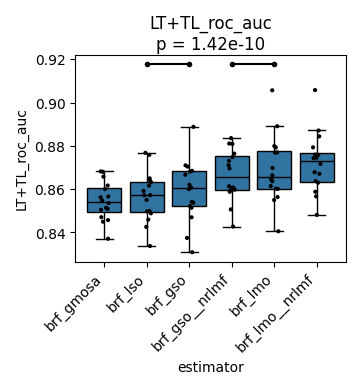 LT+TL_roc_auc
p = 1.42e-10
LT+TL_roc_auc
0.92
0.90
0.88
0.86
0.84
brf_gmosa
brf_lso
brf_gso
brf_gso__nrlmf
brf_lmo
brf_lmo__nrlmf
estimator